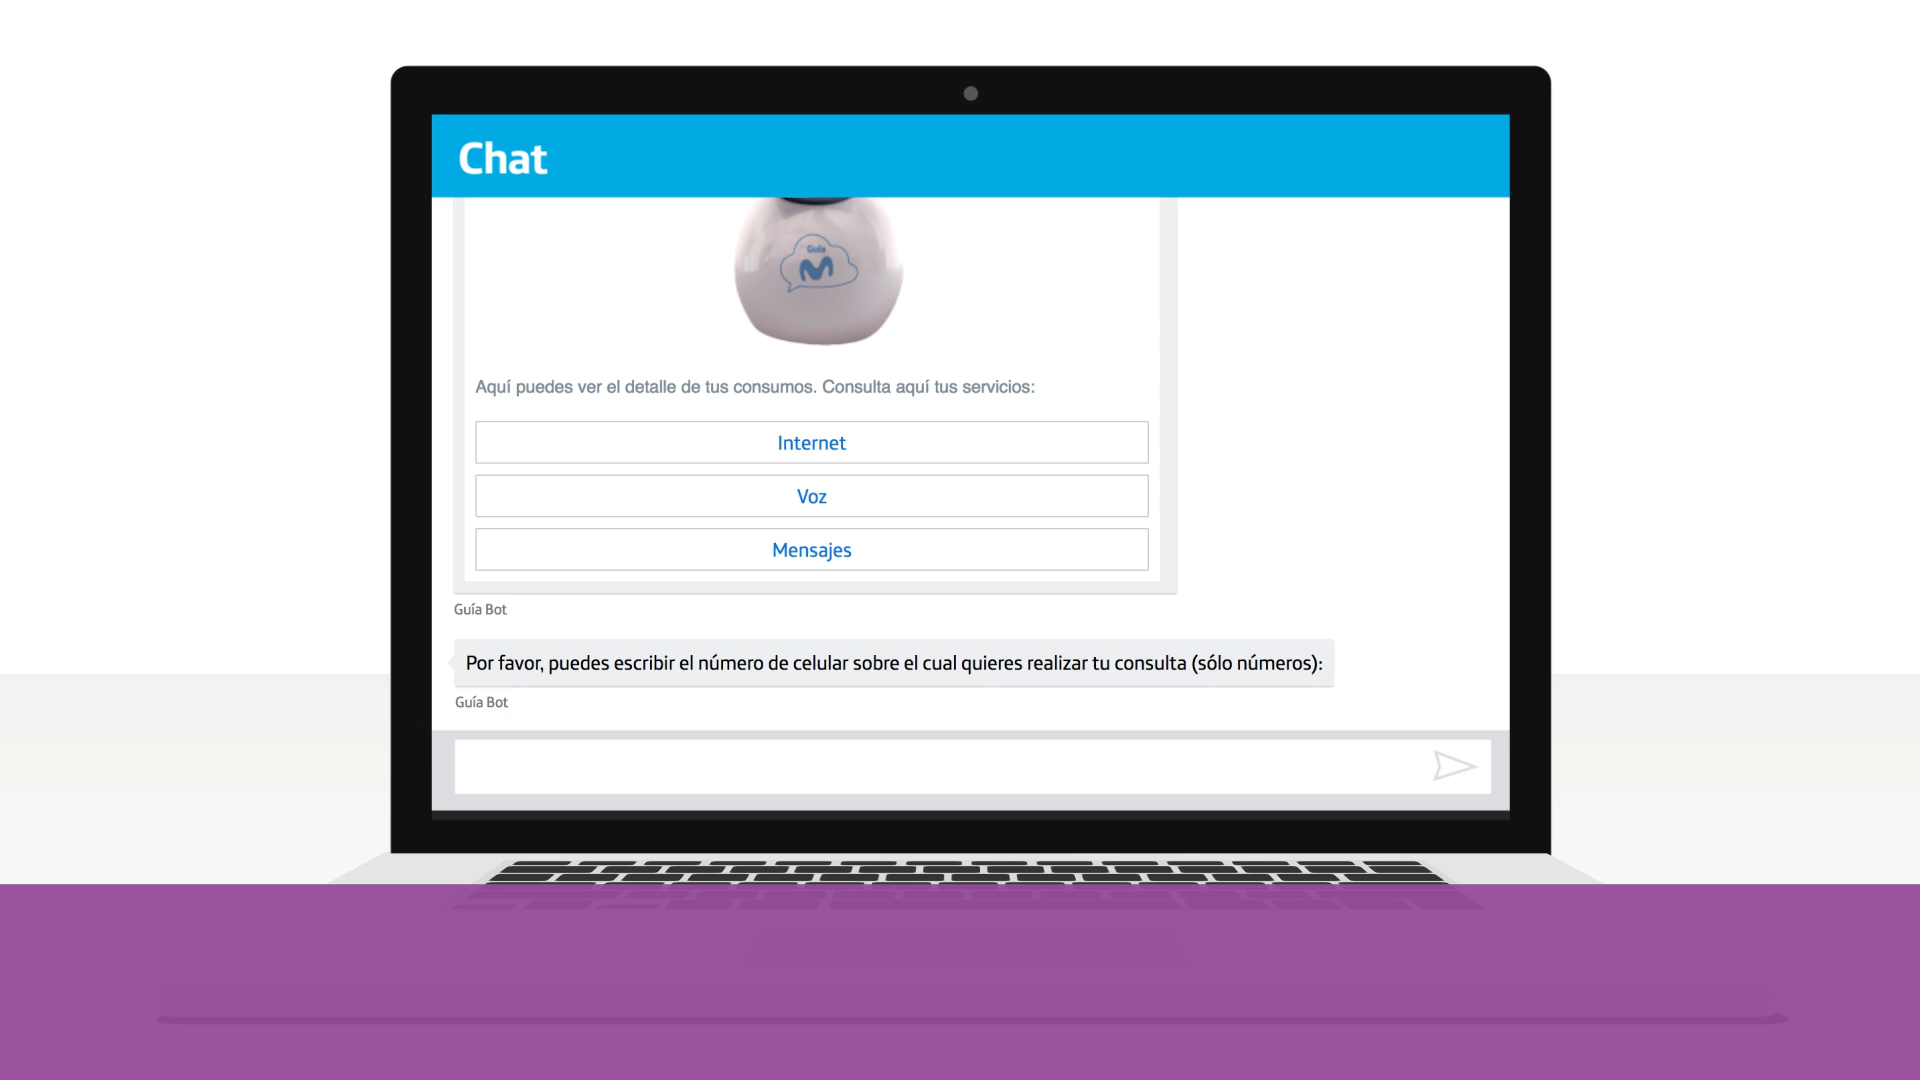 Chat
Guía
Aquí puedes ver el detalle de tus consumos. Consulta aquí tus servicios:
Internet
Voz
Mensajes
Guía Bot
Por favor, puedes escribir el número de celular sobre el cual quieres realizar tu consulta (sólo números):
Guía Bot